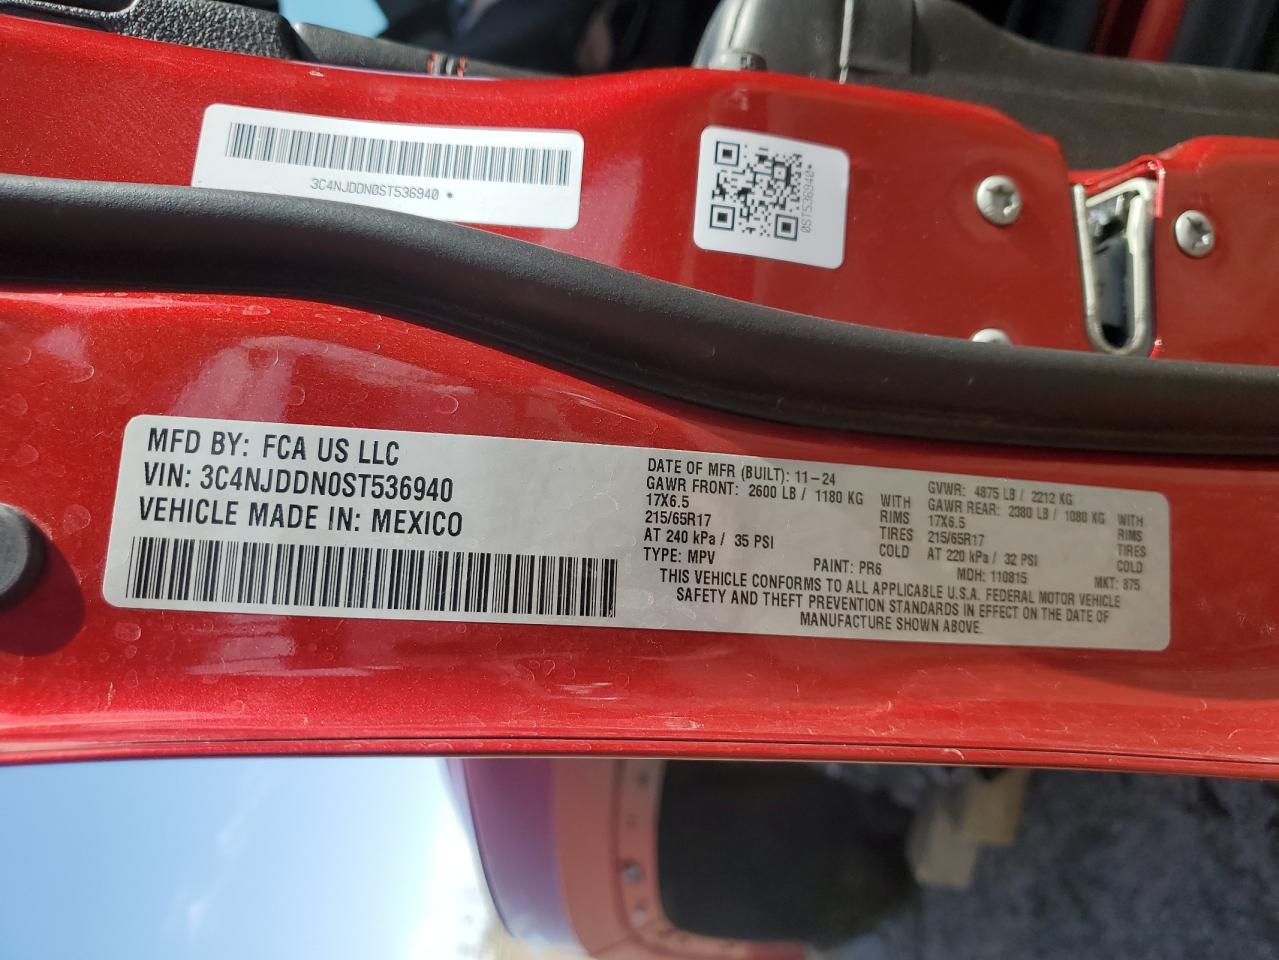 3C4NJDDN0ST536940 *
0ST536940*
MFD BY: FCA US LLC
VIN: 3C4NJDDN0ST536940
VEHICLE MADE IN: MEXICO
DATE OF MFR (BUILT): 11-24 GVWR: 4875 LB / 2212 KG
GAWR FRONT: 2600 LB / 1180 KG WITH GAWR REAR: 2380 LB / 1080 KG WITH
17X6.5 RIMS 17X6.5 RIMS
215/65R17 TIRES 215/65R17 TIRES
AT 240 kPa / 35 PSI COLD AT 220 kPa / 32 PSI COLD
TYPE: MPV PAINT: PR6 MDH: 110815 MKT: 875
THIS VEHICLE CONFORMS TO ALL APPLICABLE U.S.A. FEDERAL MOTOR VEHICLE
SAFETY AND THEFT PREVENTION STANDARDS IN EFFECT ON THE DATE OF
MANUFACTURE SHOWN ABOVE.